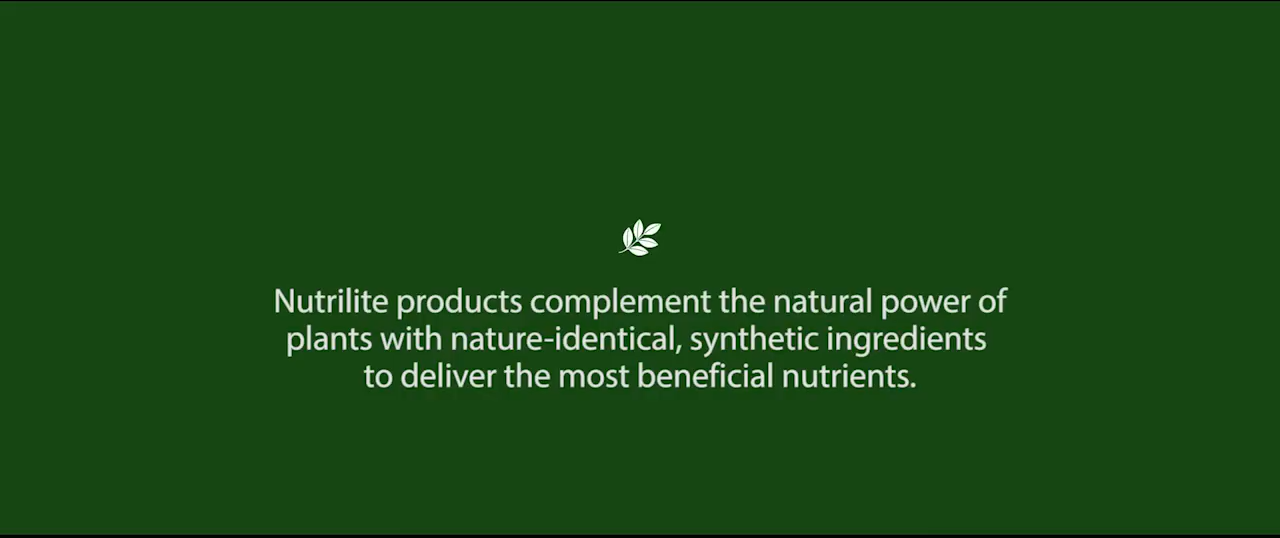 Nutrilite products complement the natural power of
plants with nature-identical, synthetic ingredients
to deliver the most beneficial nutrients.